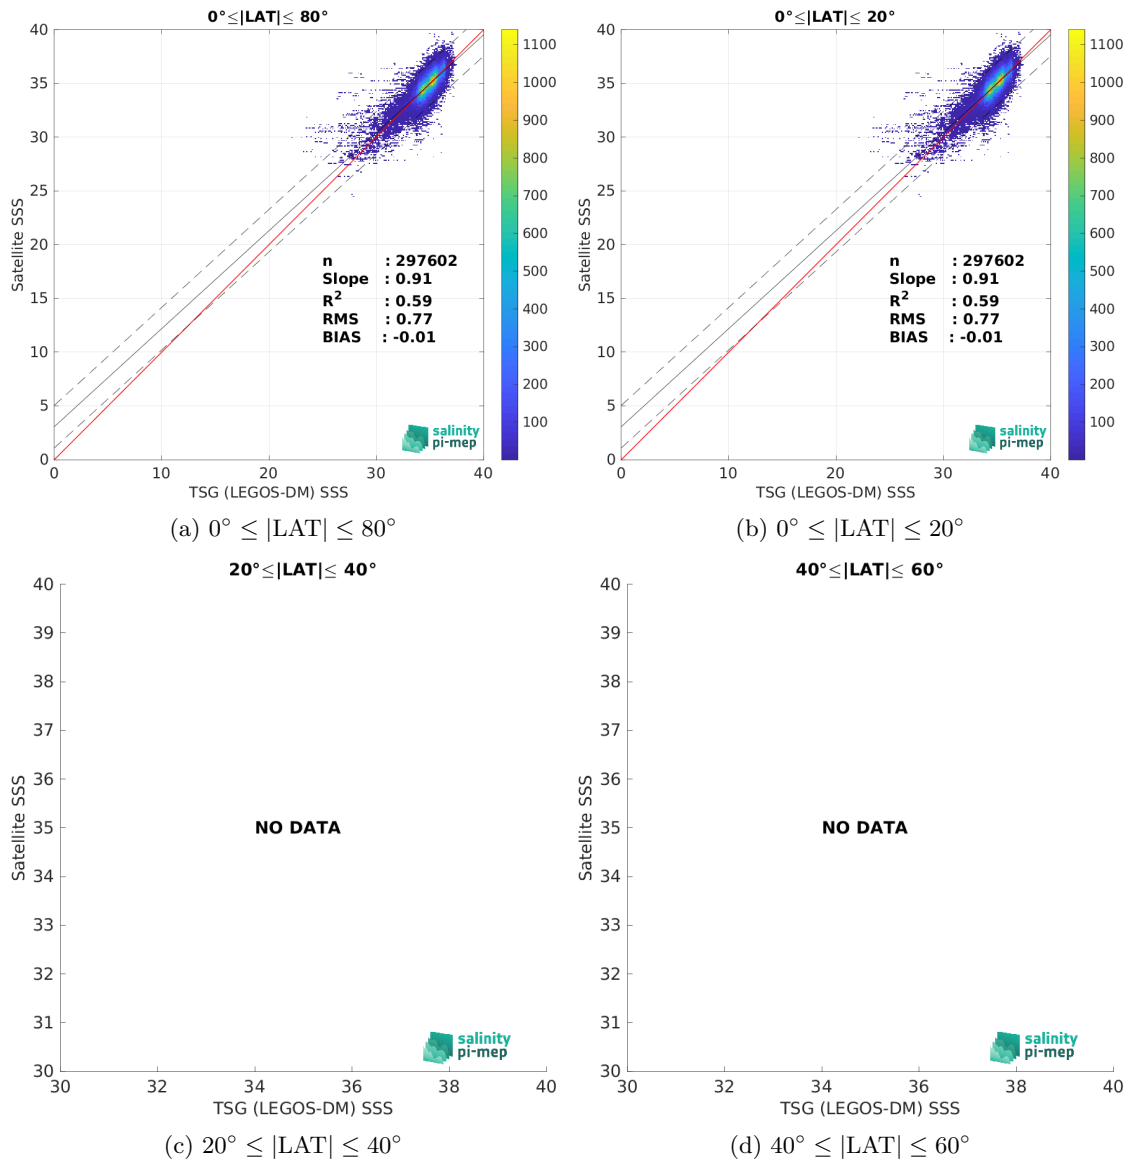 0°≤|LAT|≤ 80°
40
35
30
25
20
15
10
5
0
Satellite SSS
n : 297602
Slope : 0.91
R² : 0.59
RMS : 0.77
BIAS : -0.01
salinity
pi-mep
0 10 20 30 40
TSG (LEGOS-DM) SSS
1100
1000
900
800
700
600
500
400
300
200
100
(a) 0° ≤ |LAT| ≤ 80°
0°≤|LAT|≤ 20°
40
35
30
25
20
15
10
5
0
Satellite SSS
n : 297602
Slope : 0.91
R² : 0.59
RMS : 0.77
BIAS : -0.01
salinity
pi-mep
0 10 20 30 40
TSG (LEGOS-DM) SSS
1100
1000
900
800
700
600
500
400
300
200
100
(b) 0° ≤ |LAT| ≤ 20°
20°≤|LAT|≤ 40°
40
39
38
37
36
35
34
33
32
31
30
Satellite SSS
NO DATA
salinity
pi-mep
30 32 34 36 38 40
TSG (LEGOS-DM) SSS
(c) 20° ≤ |LAT| ≤ 40°
40°≤|LAT|≤ 60°
40
39
38
37
36
35
34
33
32
31
30
Satellite SSS
NO DATA
salinity
pi-mep
30 32 34 36 38 40
TSG (LEGOS-DM) SSS
(d) 40° ≤ |LAT| ≤ 60°